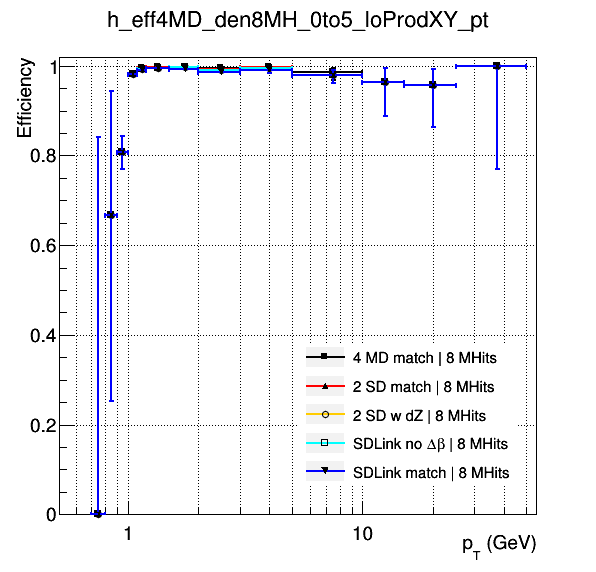 h_eff4MD_den8MH_0to5_loProdXY_pt
Efficiency
1
0.8
0.6
0.4
0.2
0
4 MD match | 8 MHits
2 SD match | 8 MHits
2 SD w dZ | 8 MHits
SDLink no Δβ | 8 MHits
SDLink match | 8 MHits
1
10
p_T (GeV)